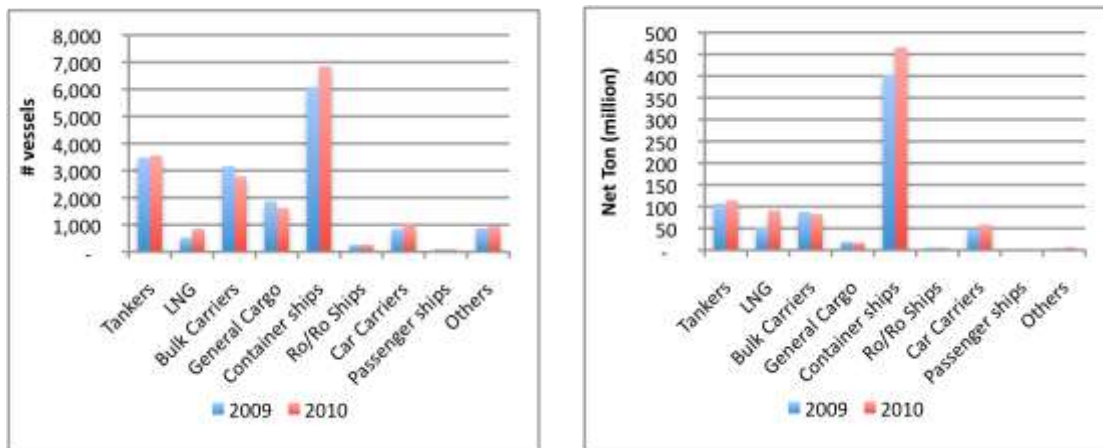 # vessels
8,000
7,000
6,000
5,000
4,000
3,000
2,000
1,000
-
Tankers
LNG
Bulk Carriers
General Cargo
Container ships
Ro/Ro Ships
Car Carriers
Passenger ships
Others
2009 2010
Net Ton (million)
500
450
400
350
300
250
200
150
100
50
-
Tankers
LNG
Bulk Carriers
General Cargo
Container ships
Ro/Ro Ships
Car Carriers
Passenger ships
Others
2009 2010